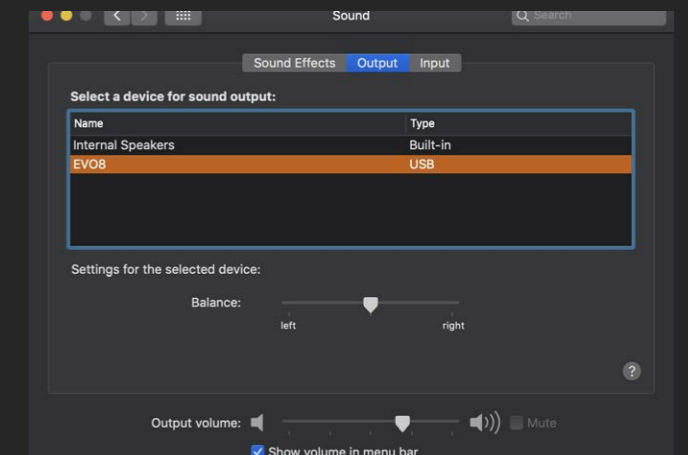 Sound
Search
Sound Effects Output Input
Select a device for sound output:
Name Type
Internal Speakers Built-in
EVO8 USB
Settings for the selected device:
Balance:
left right
?
Output volume: Mute
Show volume in menu bar